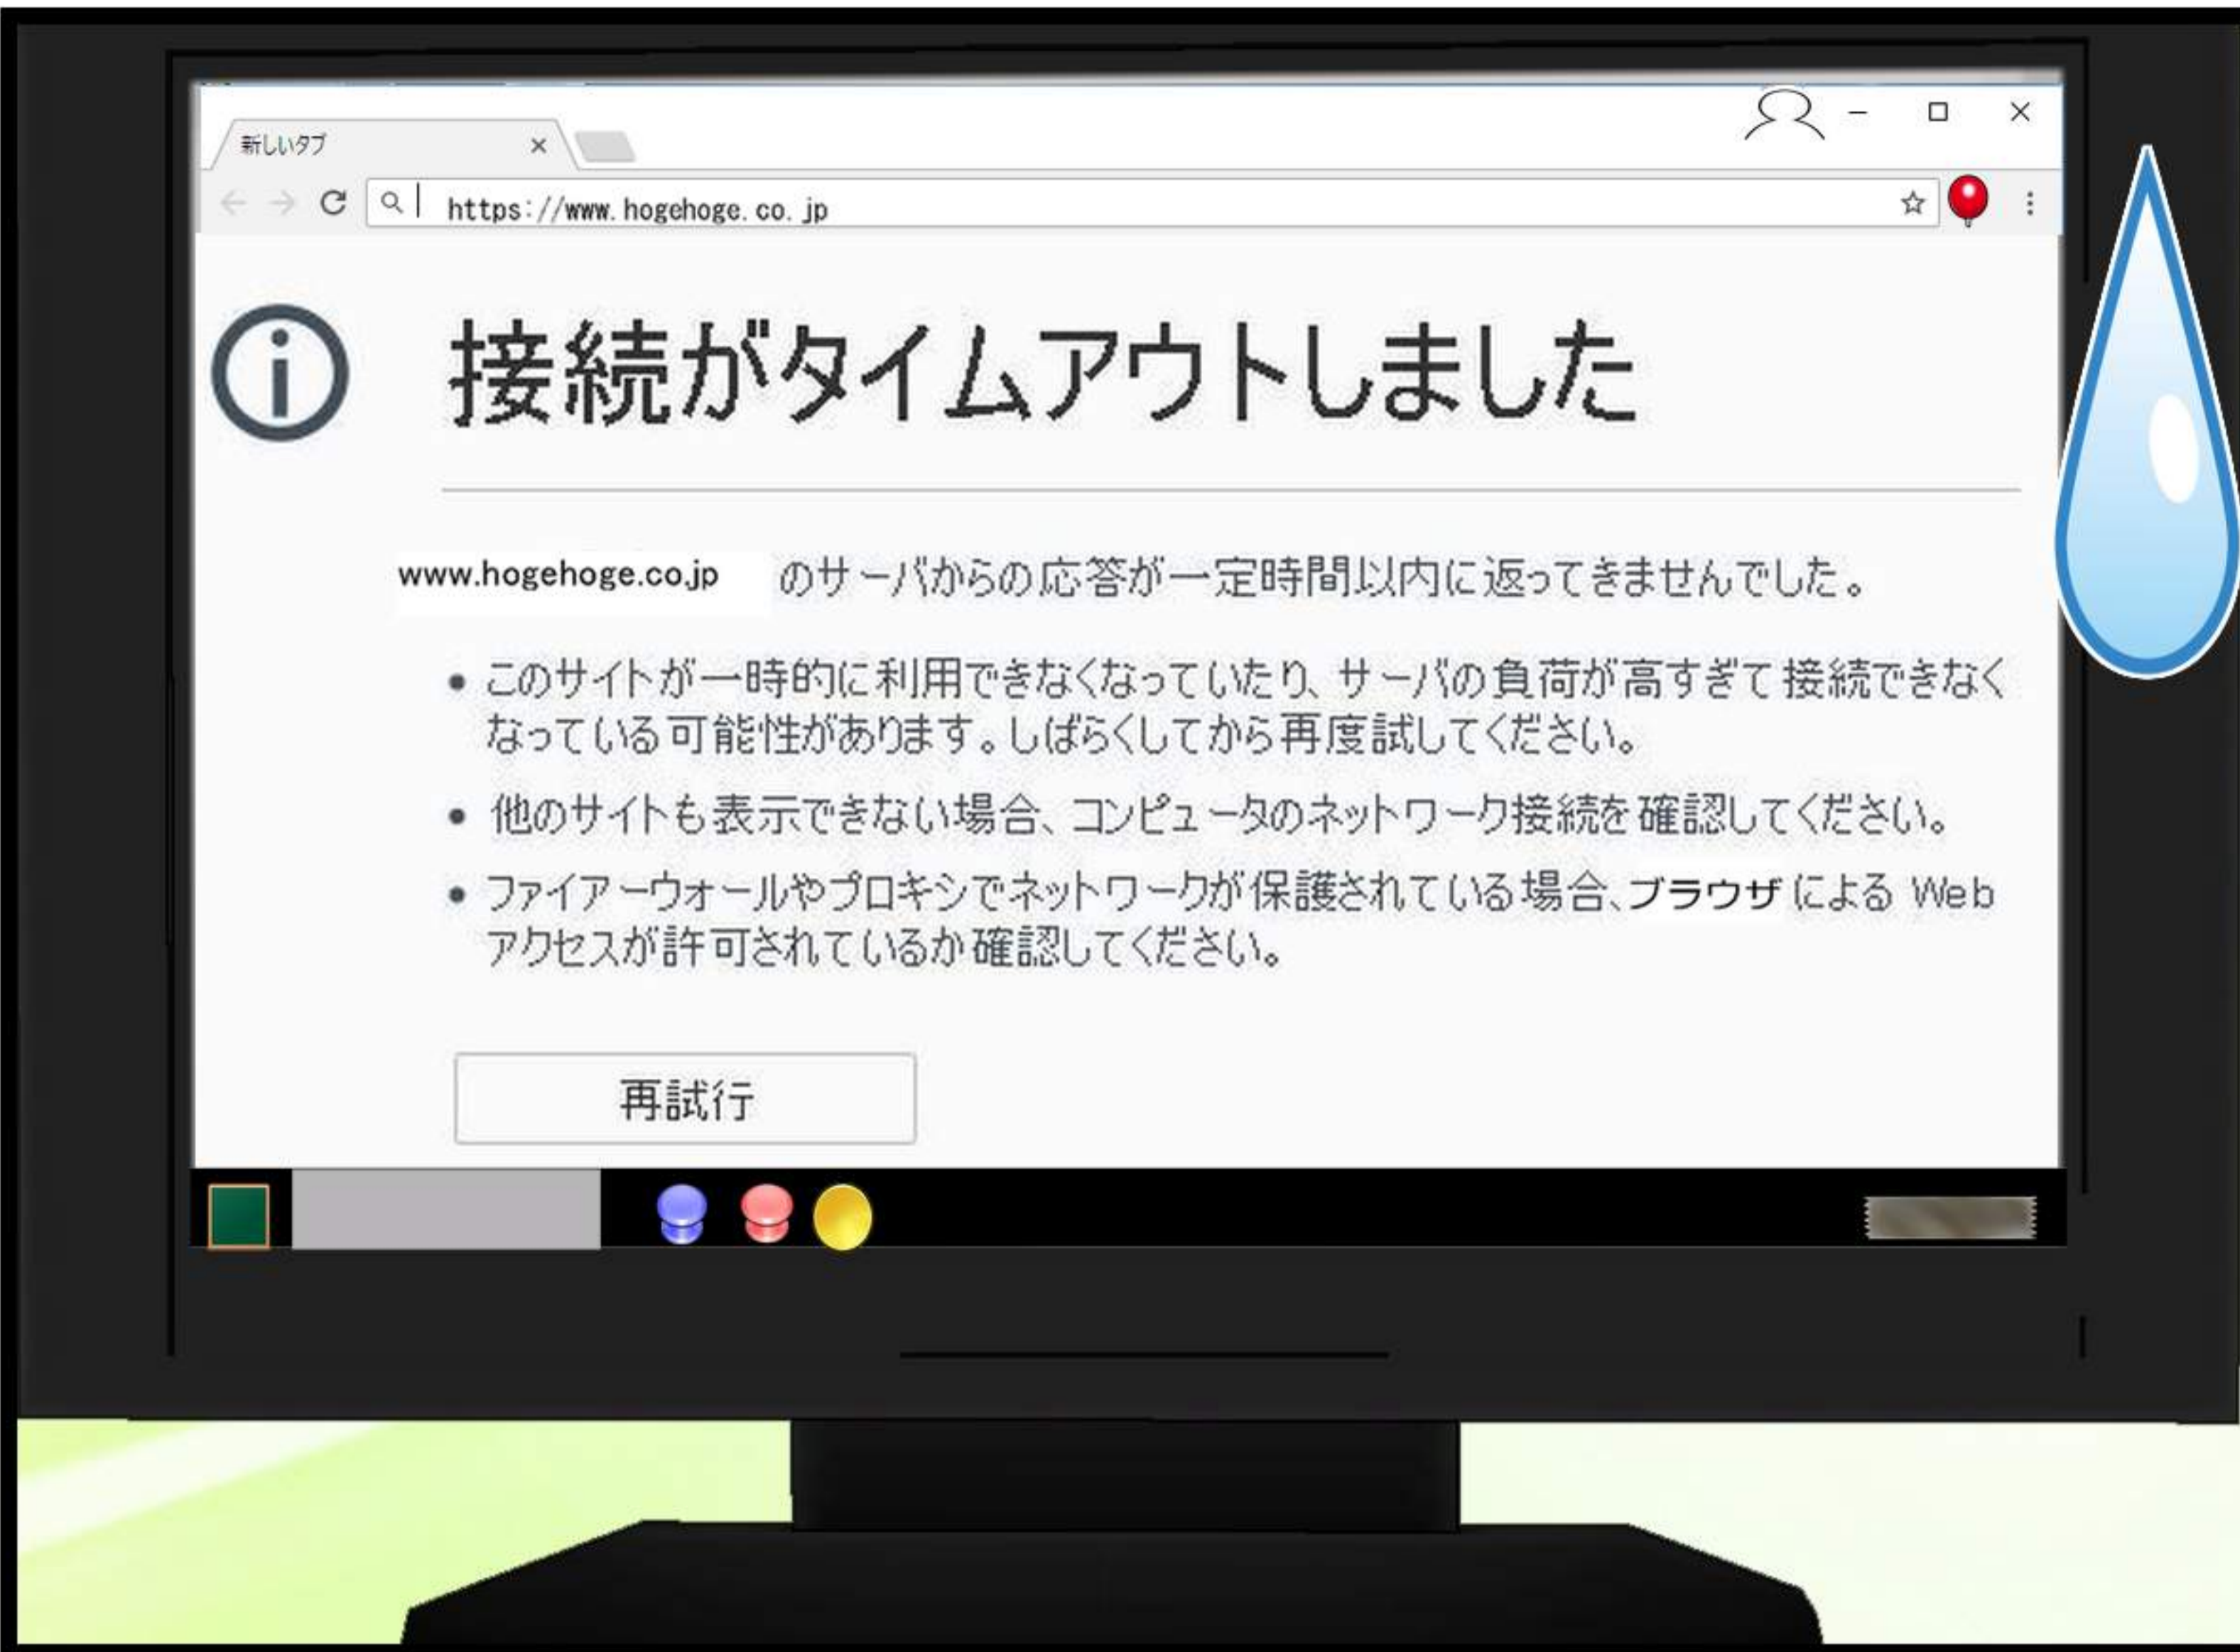 新しいタブ
https://www.hogehoge.co.jp
接続がタイムアウトしました
www.hogehoge.co.jp のサーバからの応答が一定時間以内に返ってきませんでした。
このサイトが一時的に利用できなくなっていたり、サーバの負荷が高すぎて接続できなく
なっている可能性があります。しばらくしてから再度試してください。
他のサイトも表示できない場合、コンピュータのネットワーク接続を確認してください。
ファイアーウォールやプロキシでネットワークが保護されている場合、ブラウザによる Web
アクセスが許可されているか確認してください。
再試行